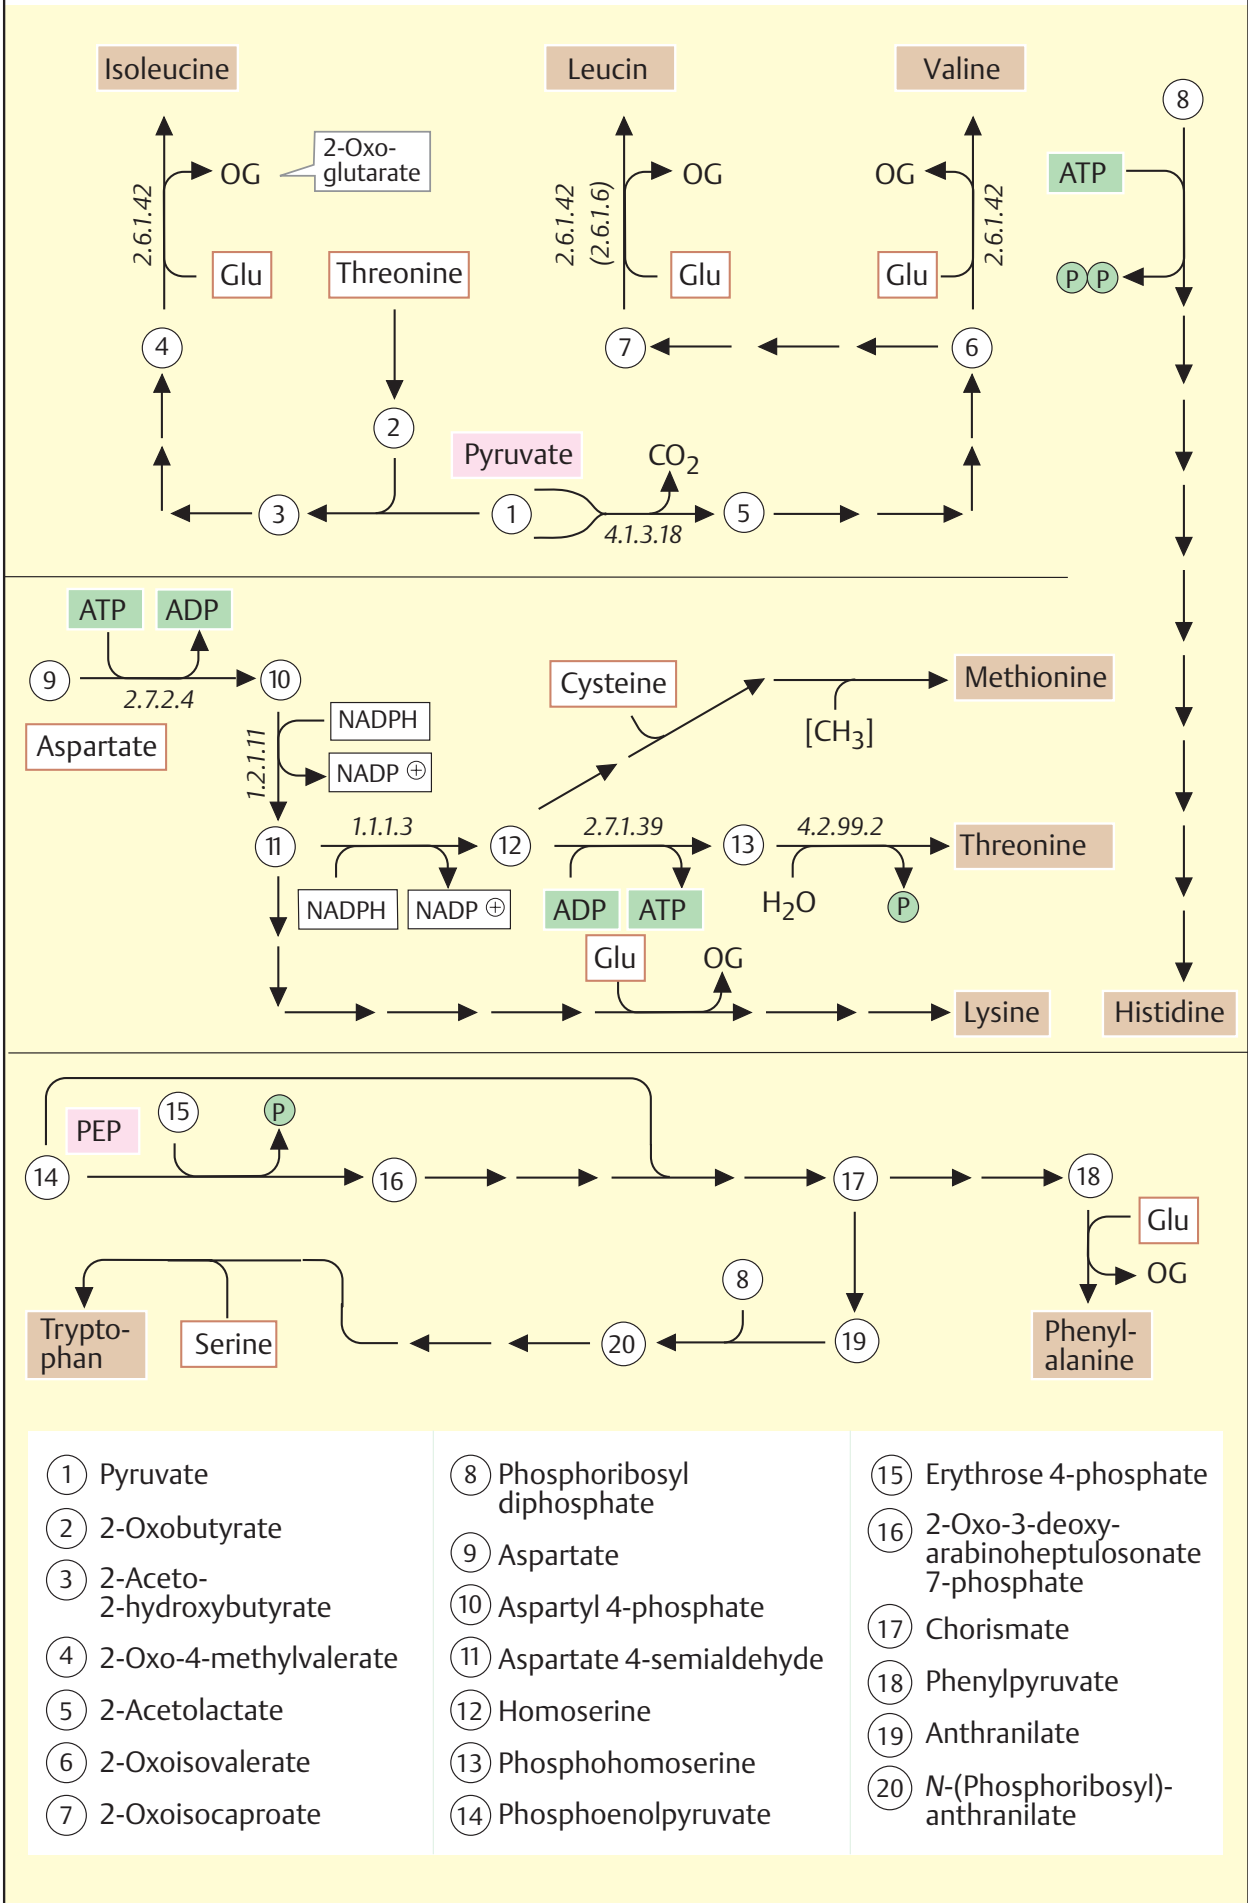 Isoleucine
Leucin
Valine
8
2-Oxo-
glutarate
OG
OG
OG
ATP
2.6.1.42
2.6.1.42
(2.6.1.6)
2.6.1.42
Glu
Threonine
Glu
Glu
P P
4
7
6
2
Pyruvate
CO2
3
1
5
4.1.3.18
ATP
ADP
9
10
2.7.2.4
Cysteine
Methionine
Aspartate
NADPH
[CH3]
1.2.1.11
NADP ⊕
11
1.1.1.3
12
2.7.1.39
13
4.2.99.2
Threonine
NADPH
NADP ⊕
ADP
ATP
H2O
P
Glu
OG
Lysine
Histidine
PEP
15
P
14
16
17
18
Glu
OG
8
Trypto-
phan
Serine
20
19
Phenyl-
alanine
1 Pyruvate
2 2-Oxobutyrate
3 2-Aceto-
2-hydroxybutyrate
4 2-Oxo-4-methylvalerate
5 2-Acetolactate
6 2-Oxoisovalerate
7 2-Oxoisocaproate
8 Phosphoribosyl
diphosphate
9 Aspartate
10 Aspartyl 4-phosphate
11 Aspartate 4-semialdehyde
12 Homoserine
13 Phosphohomoserine
14 Phosphoenolpyruvate
15 Erythrose 4-phosphate
16 2-Oxo-3-deoxy-
arabinoheptulosonate
7-phosphate
17 Chorismate
18 Phenylpyruvate
19 Anthranilate
20 N-(Phosphoribosyl)-
anthranilate